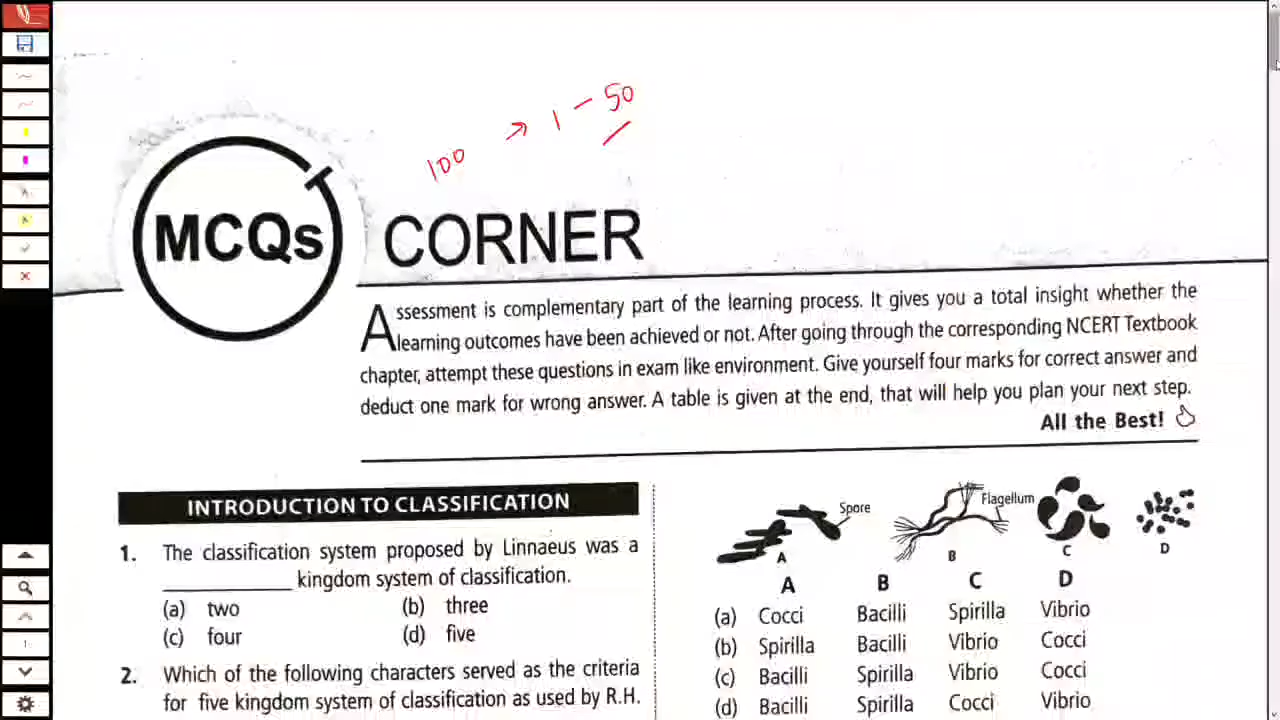 100 → 1 - 50
MCQs CORNER
Assessment is complementary part of the learning process. It gives you a total insight whether the
learning outcomes have been achieved or not. After going through the corresponding NCERT Textbook
chapter, attempt these questions in exam like environment. Give yourself four marks for correct answer and
deduct one mark for wrong answer. A table is given at the end, that will help you plan your next step.
All the Best!
INTRODUCTION TO CLASSIFICATION
1. The classification system proposed by Linnaeus was a
____________ kingdom system of classification.
(a) two (b) three
(c) four (d) five
2. Which of the following characters served as the criteria
for five kingdom system of classification as used by R.H.
Spore Flagellum
A B C D
A B C D
(a) Cocci Bacilli Spirilla Vibrio
(b) Spirilla Bacilli Vibrio Cocci
(c) Bacilli Spirilla Vibrio Cocci
(d) Bacilli Spirilla Cocci Vibrio